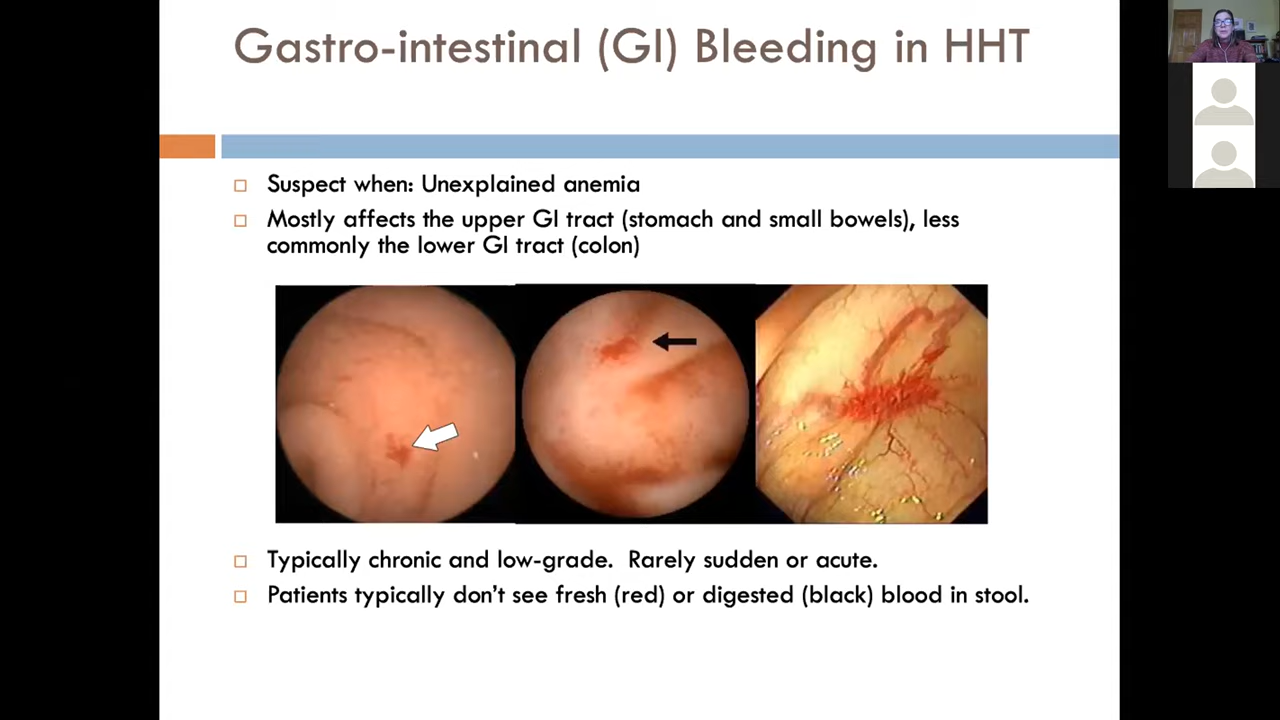 Gastro-intestinal (GI) Bleeding in HHT
Suspect when: Unexplained anemia
Mostly affects the upper GI tract (stomach and small bowels), less
commonly the lower GI tract (colon)
Typically chronic and low-grade.  Rarely sudden or acute.
Patients typically don't see fresh (red) or digested (black) blood in stool.